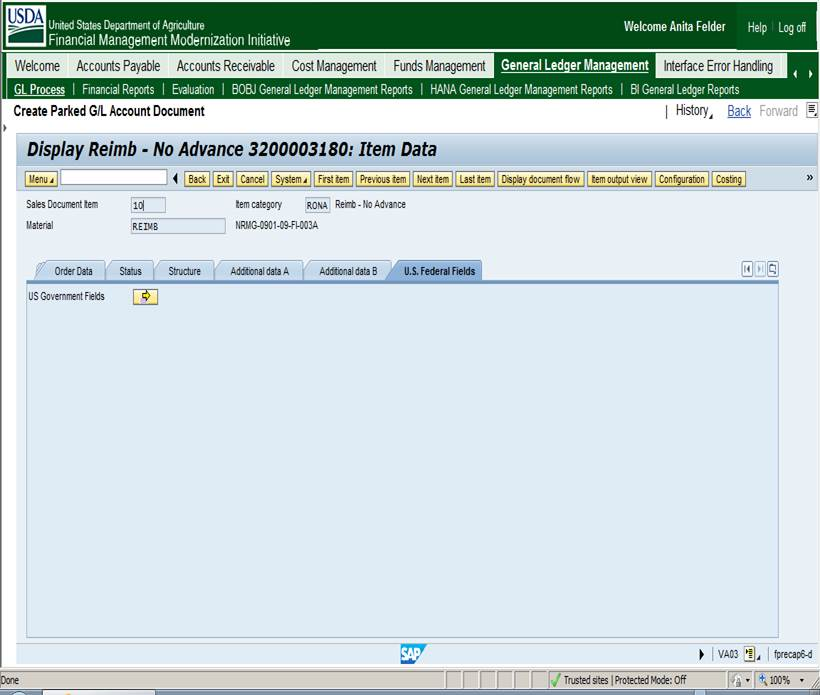 USDA United States Department of Agriculture
Financial Management Modernization Initiative
Welcome Anita Felder Help Log off
Welcome Accounts Payable Accounts Receivable Cost Management Funds Management General Ledger Management Interface Error Handling
GL Process | Financial Reports | Evaluation | BOBJ General Ledger Management Reports | HANA General Ledger Management Reports | BI General Ledger Reports
Create Parked G/L Account Document | History Back Forward
Display Reimb - No Advance 3200003180: Item Data
Menu Back Exit Cancel System First item Previous item Next item Last item Display document flow Item output view Configuration Costing »
Sales Document Item 10 Item category RONA Reimb - No Advance
Material REIMB NRMG-0901-09-FI-003A
Order Data Status Structure Additional data A Additional data B U.S. Federal Fields
US Government Fields
SAP VA03 fprecap6-d
Done Trusted sites | Protected Mode: Off 100%